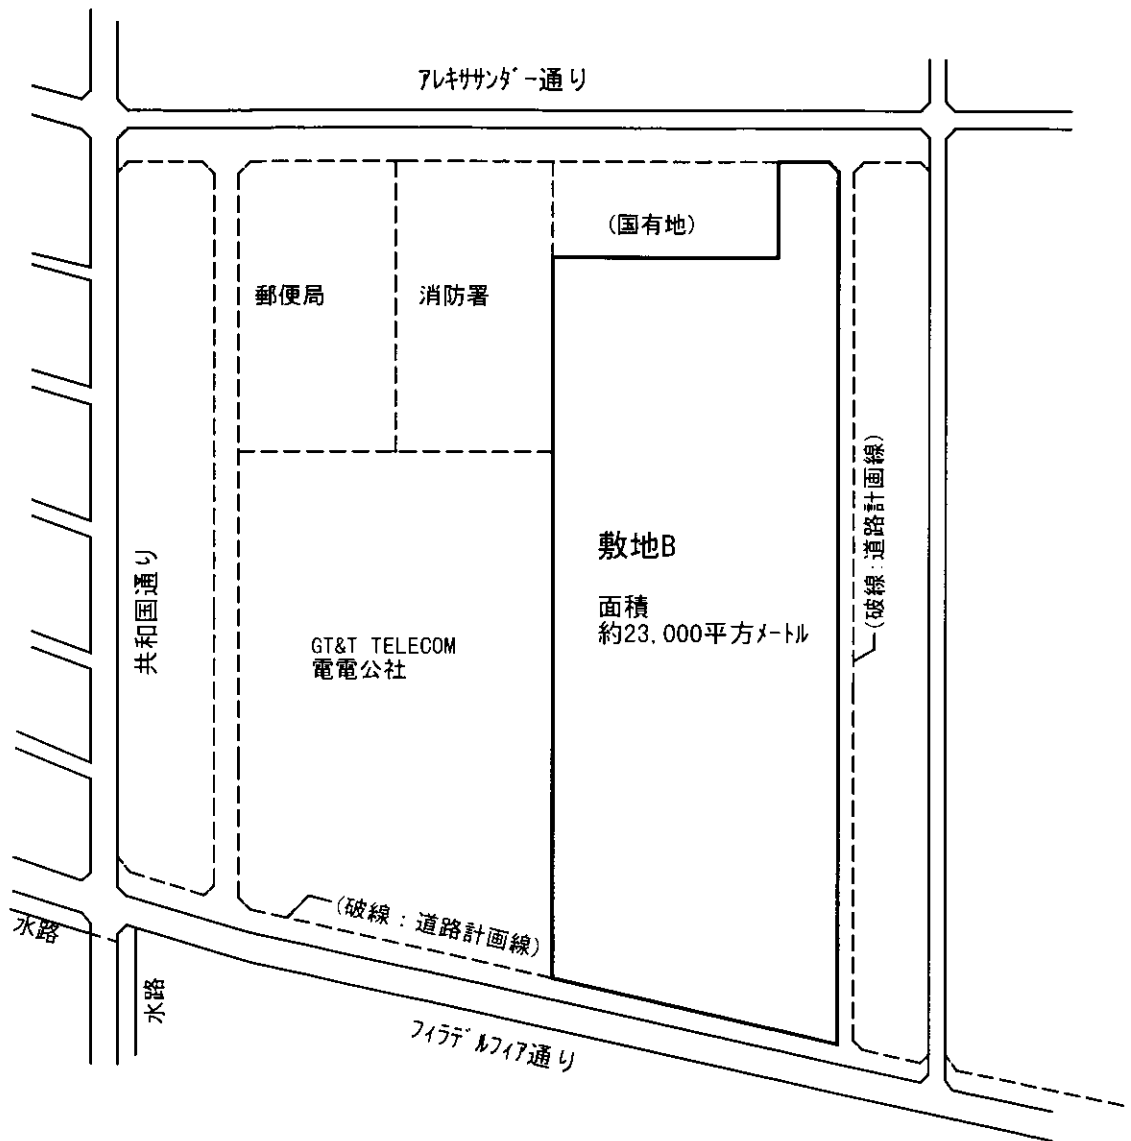 アレキササンダー通り
(国有地)
郵便局
消防署
(破線:道路計画線)
敷地B
面積
約23,000平方メートル
共和国通り
GT&T TELECOM
電電公社
(破線:道路計画線)
水路
水路
フィラデルフィア通り